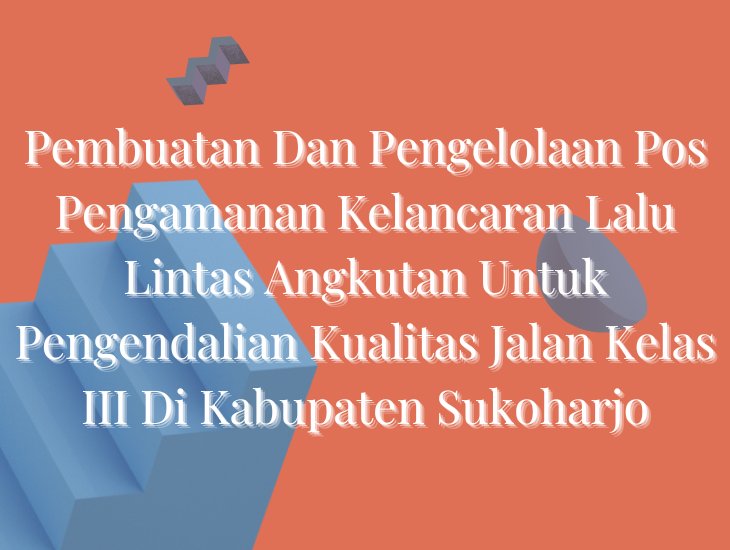 Pembuatan Dan Pengelolaan Pos
Pengamanan Kelancaran Lalu
Lintas Angkutan Untuk
Pengendalian Kualitas Jalan Kelas
III Di Kabupaten Sukoharjo